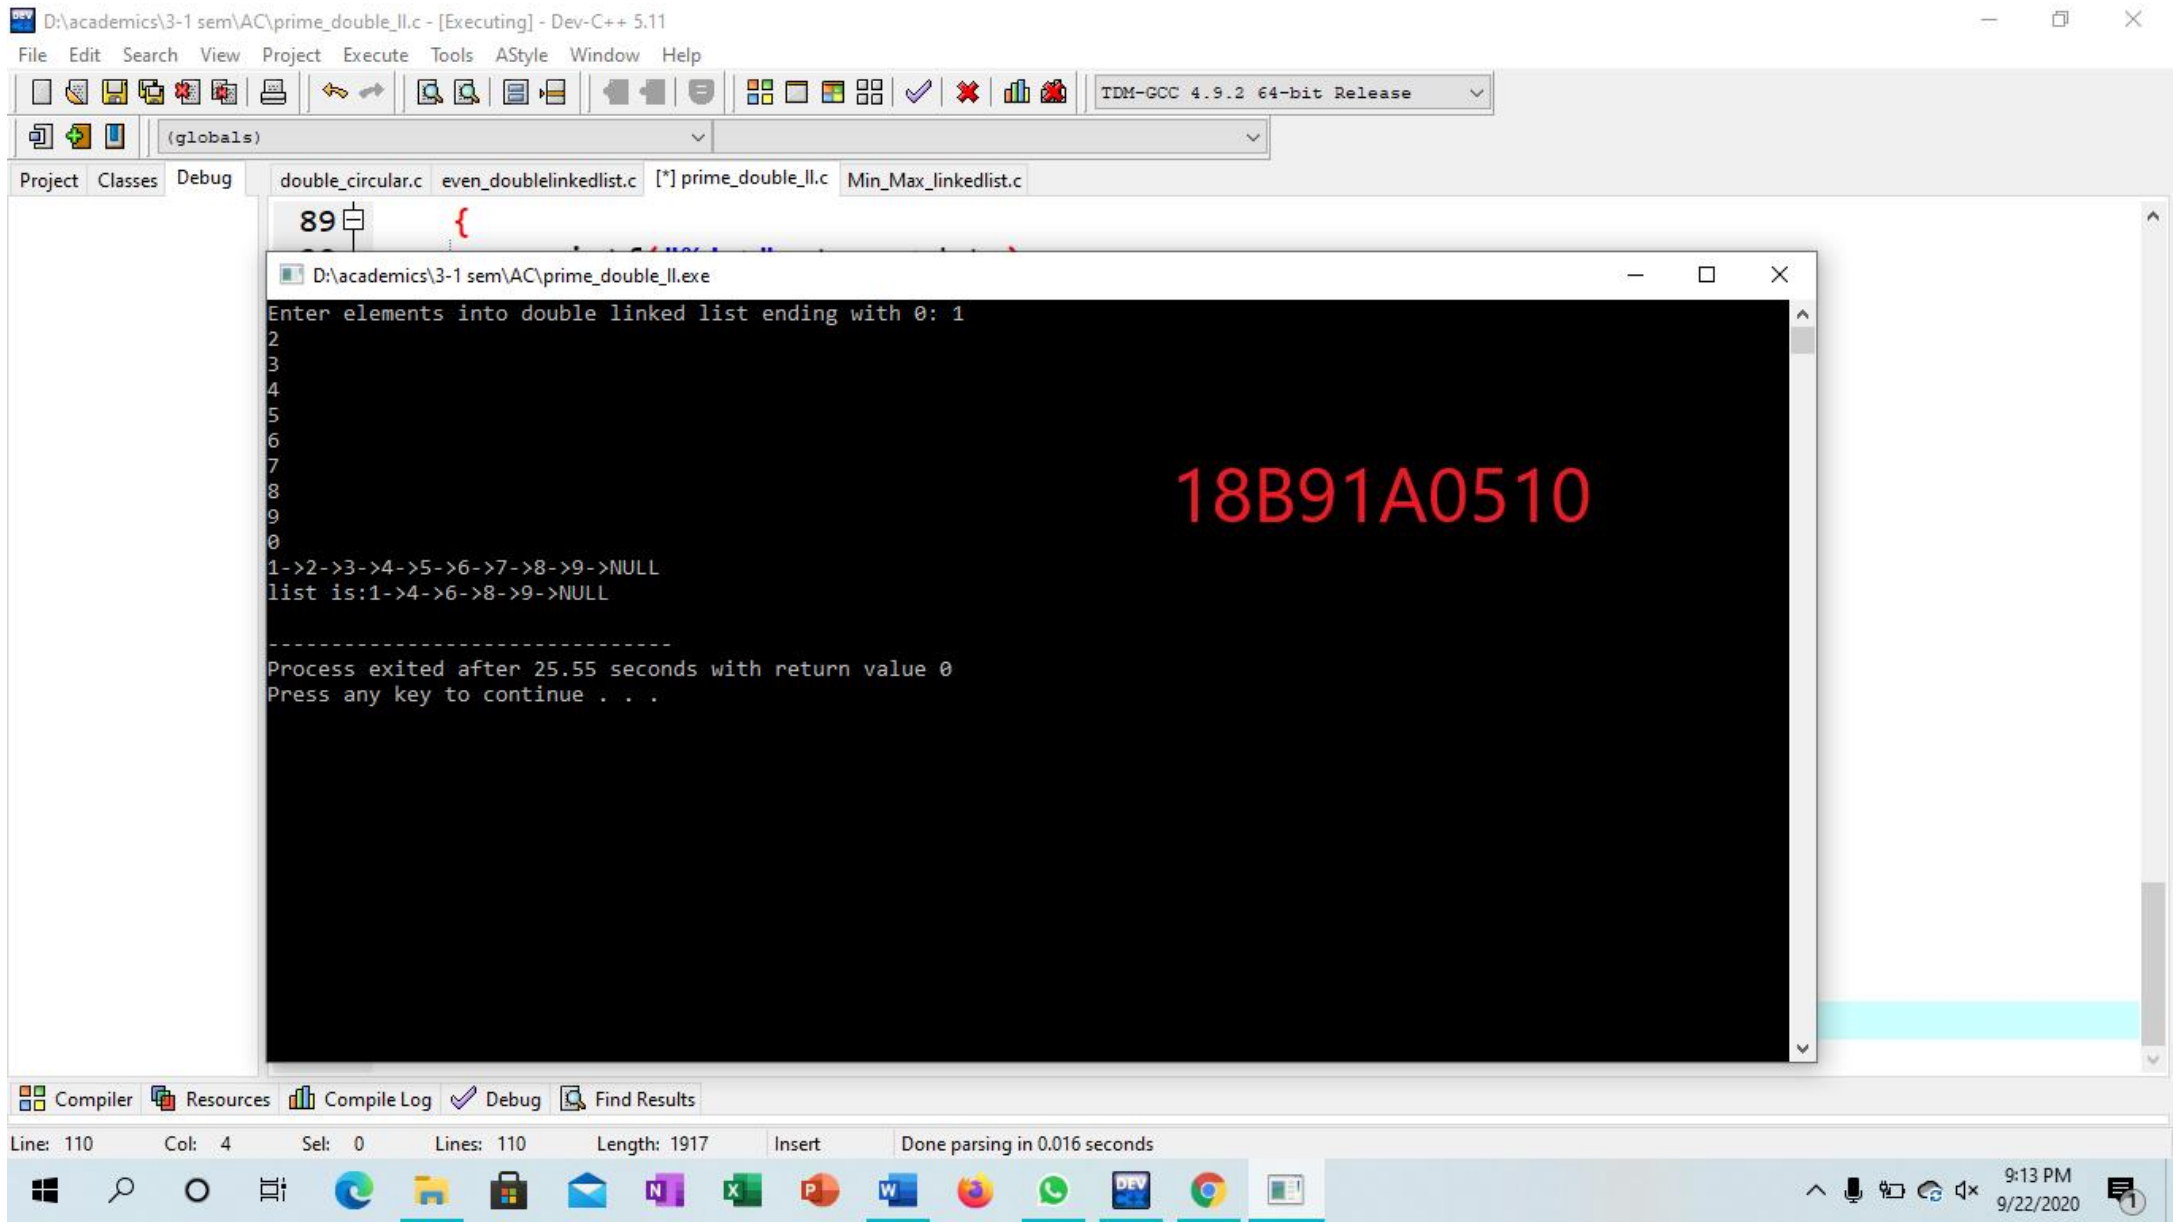 D:\academics\3-1 sem\AC\prime_double_ll.c - [Executing] - Dev-C++ 5.11
File Edit Search View Project Execute Tools AStyle Window Help
TDM-GCC 4.9.2 64-bit Release
(globals)
Project Classes Debug double_circular.c even_doublelinkedlist.c [*] prime_double_ll.c Min_Max_linkedlist.c
89 {
D:\academics\3-1 sem\AC\prime_double_ll.exe
Enter elements into double linked list ending with 0: 1
2
3
4
5
6
7
8
9
0
1->2->3->4->5->6->7->8->9->NULL
list is:1->4->6->8->9->NULL
--------------------------------
Process exited after 25.55 seconds with return value 0
Press any key to continue . . .
18B91A0510
Compiler Resources Compile Log Debug Find Results
Line: 110 Col: 4 Sel: 0 Lines: 110 Length: 1917 Insert Done parsing in 0.016 seconds
DEV
9:13 PM
9/22/2020
1